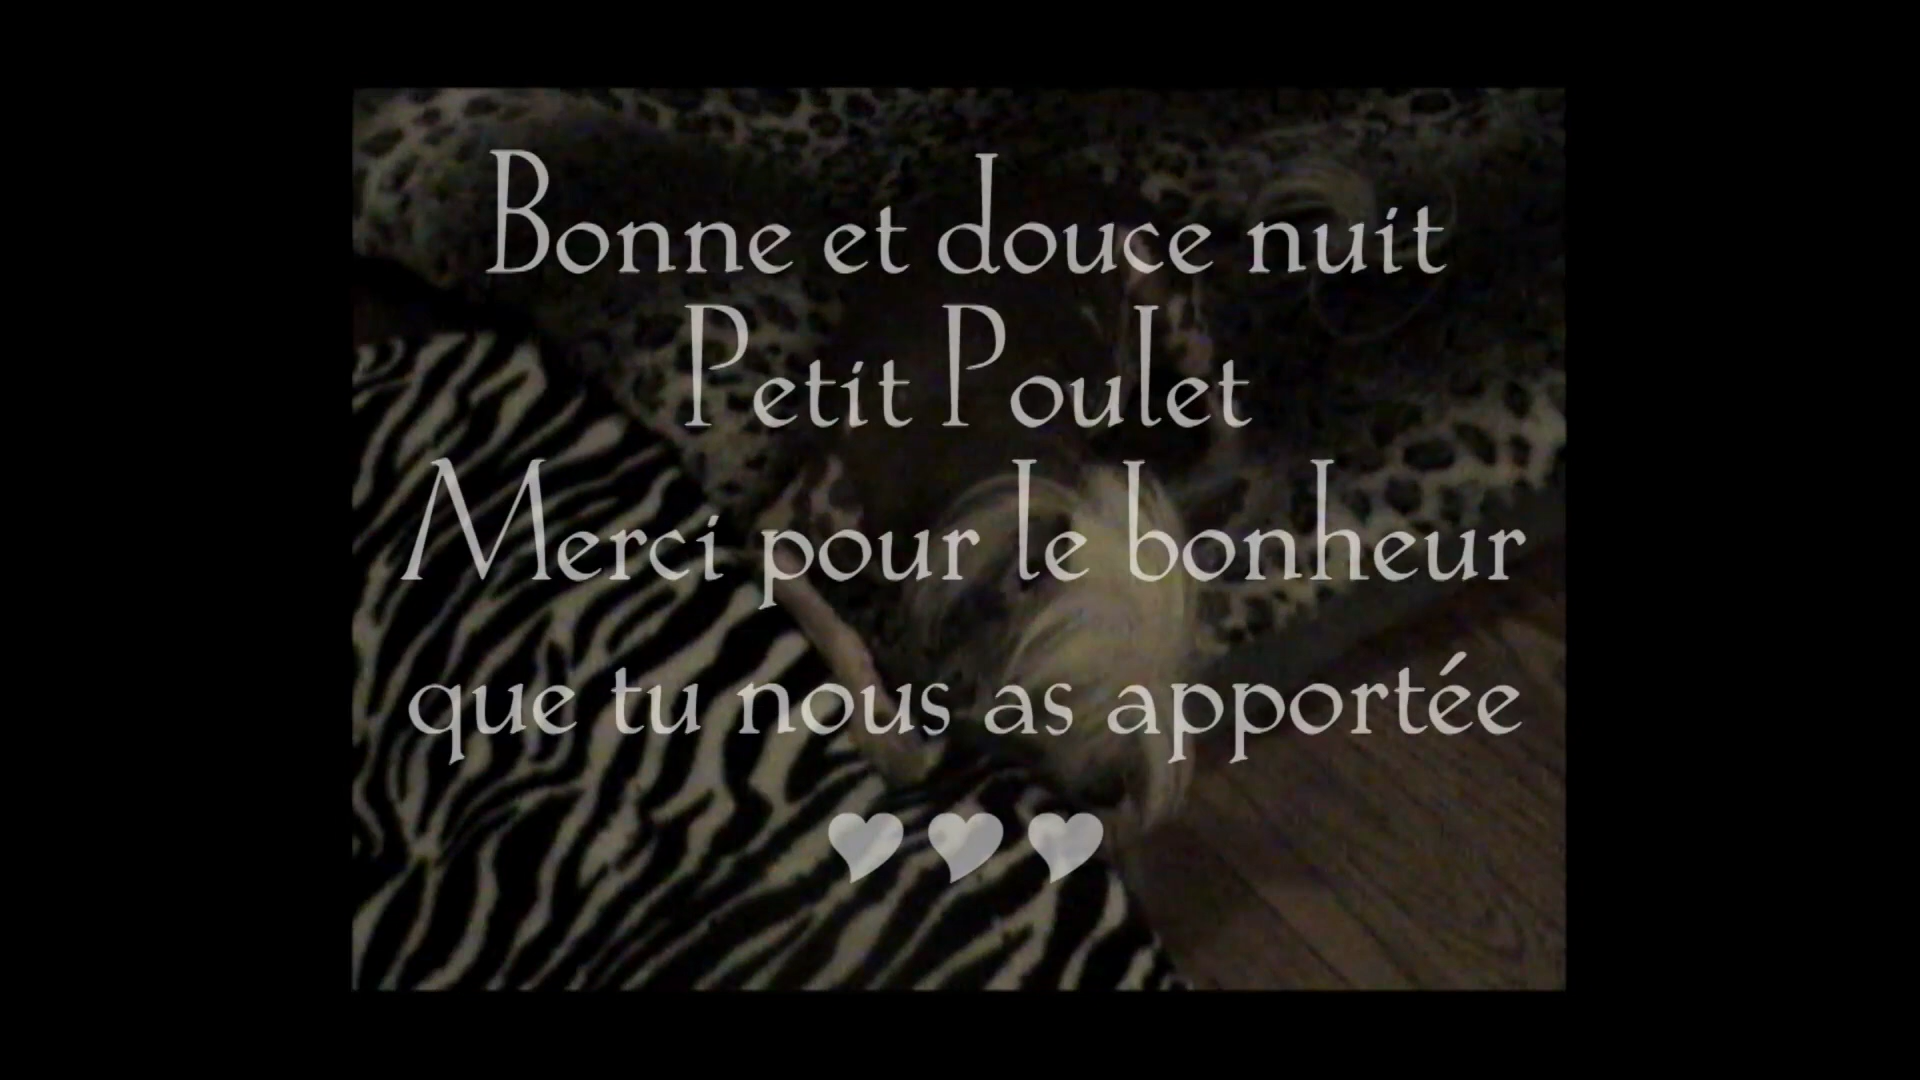 Bonne et douce nuit
Petit Poulet
Merci pour le bonheur
que tu nous as apportée
♥ ♥ ♥